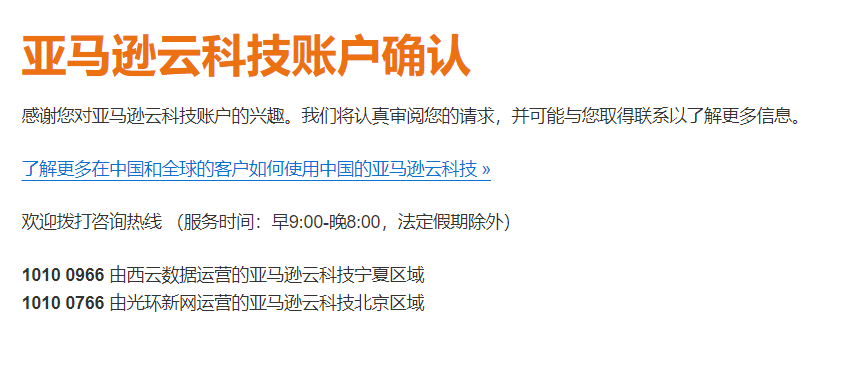 亚马逊云科技账户确认
感谢您对亚马逊云科技账户的兴趣。我们将认真审阅您的请求，并可能与您取得联系以了解更多信息。
了解更多在中国和全球的客户如何使用中国的亚马逊云科技 »
欢迎拨打咨询热线 （服务时间：早9:00-晚8:00，法定假期除外）
1010 0966 由西云数据运营的亚马逊云科技宁夏区域
1010 0766 由光环新网运营的亚马逊云科技北京区域